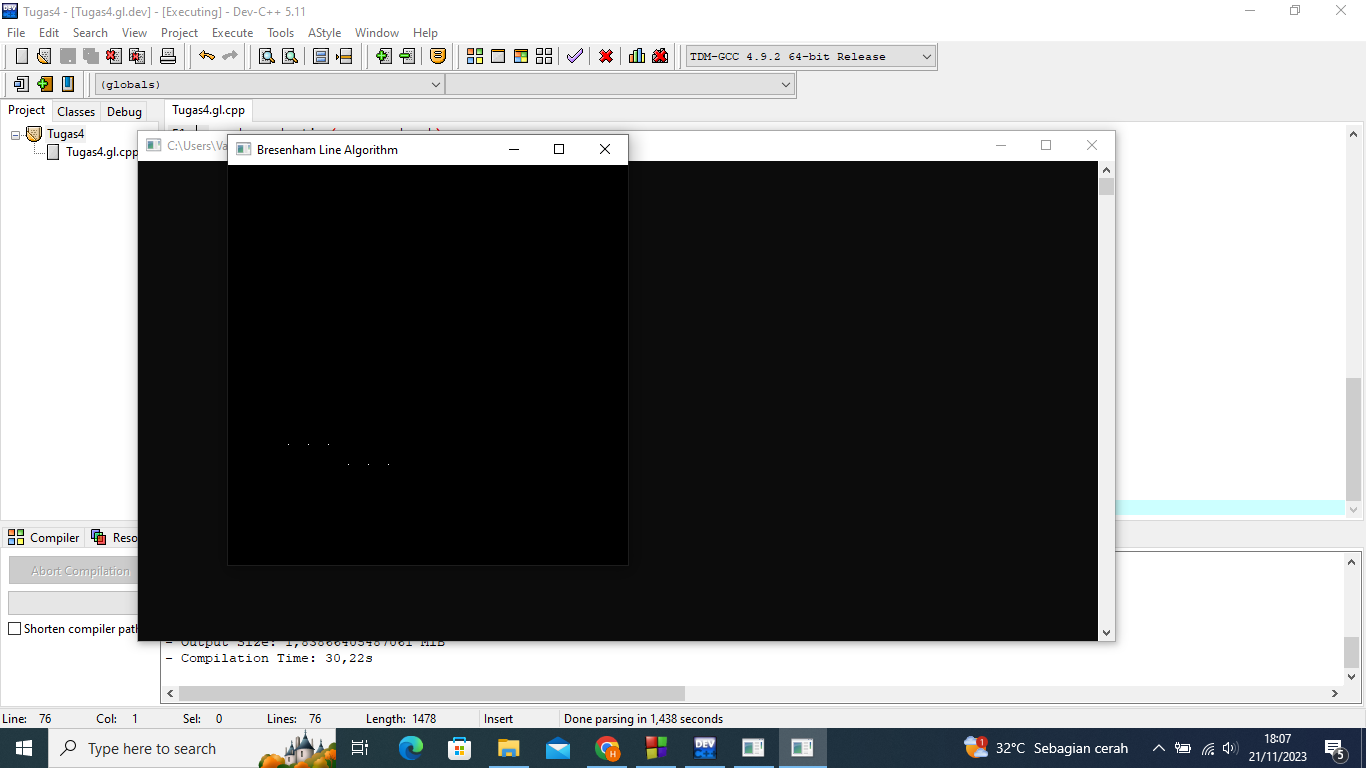 DEV Tugas4 - [Tugas4.gl.dev] - [Executing] - Dev-C++ 5.11
File Edit Search View Project Execute Tools AStyle Window Help
TDM-GCC 4.9.2 64-bit Release
(globals)
Project Classes Debug Tugas4.gl.cpp
Tugas4
Tugas4.gl.cpp
C:\Users\Va
Bresenham Line Algorithm
Compiler Reso
Abort Compilation
Shorten compiler path
- Output Size: 1,83866405487061 MiB
- Compilation Time: 30,22s
Line: 76 Col: 1 Sel: 0 Lines: 76 Length: 1478 Insert Done parsing in 1,438 seconds
Type here to search
DEV
H
1
32°C Sebagian cerah
18:07
21/11/2023
5